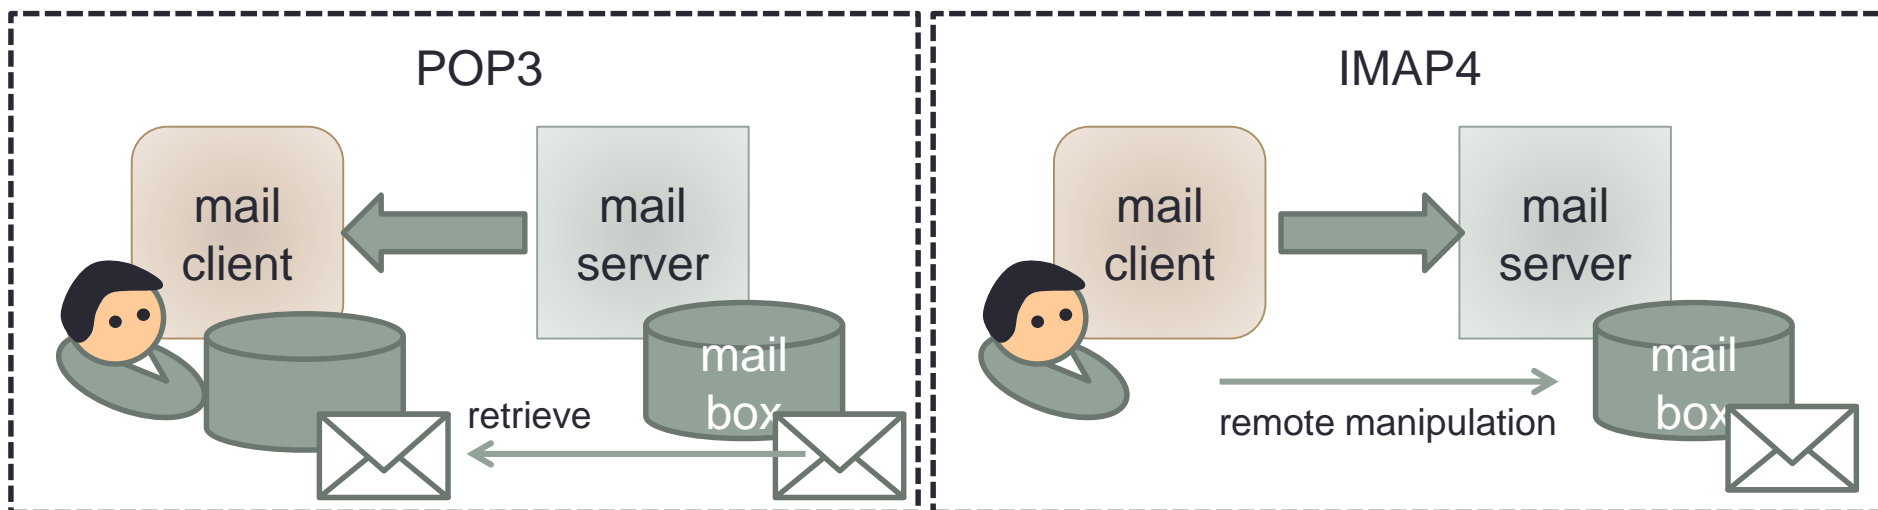 POP3
mail
client
mail
server
mail
box
retrieve
IMAP4
mail
client
mail
server
mail
box
remote manipulation